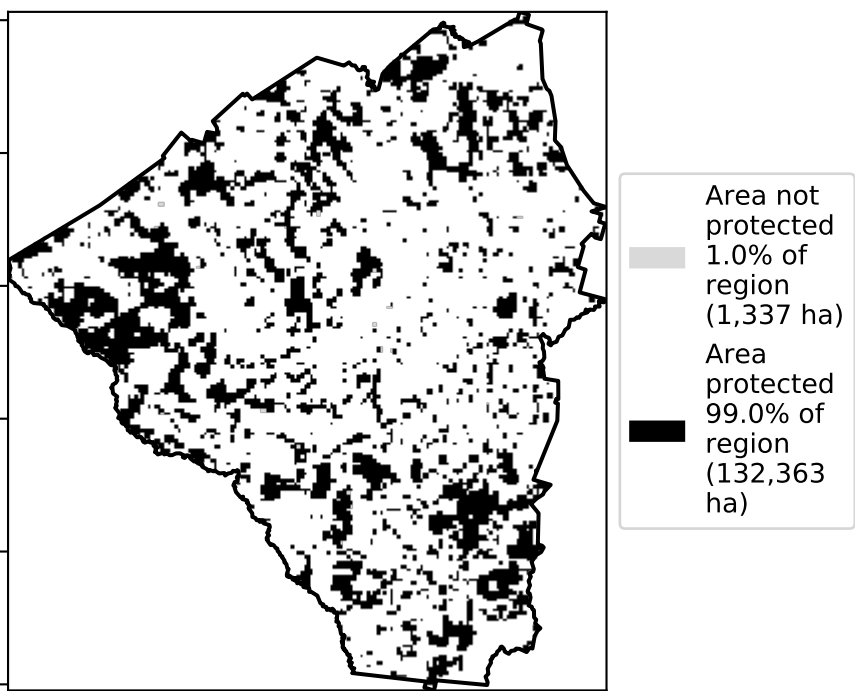 Area not
protected
1.0% of
region
(1,337 ha)
Area
protected
99.0% of
region
(132,363
ha)